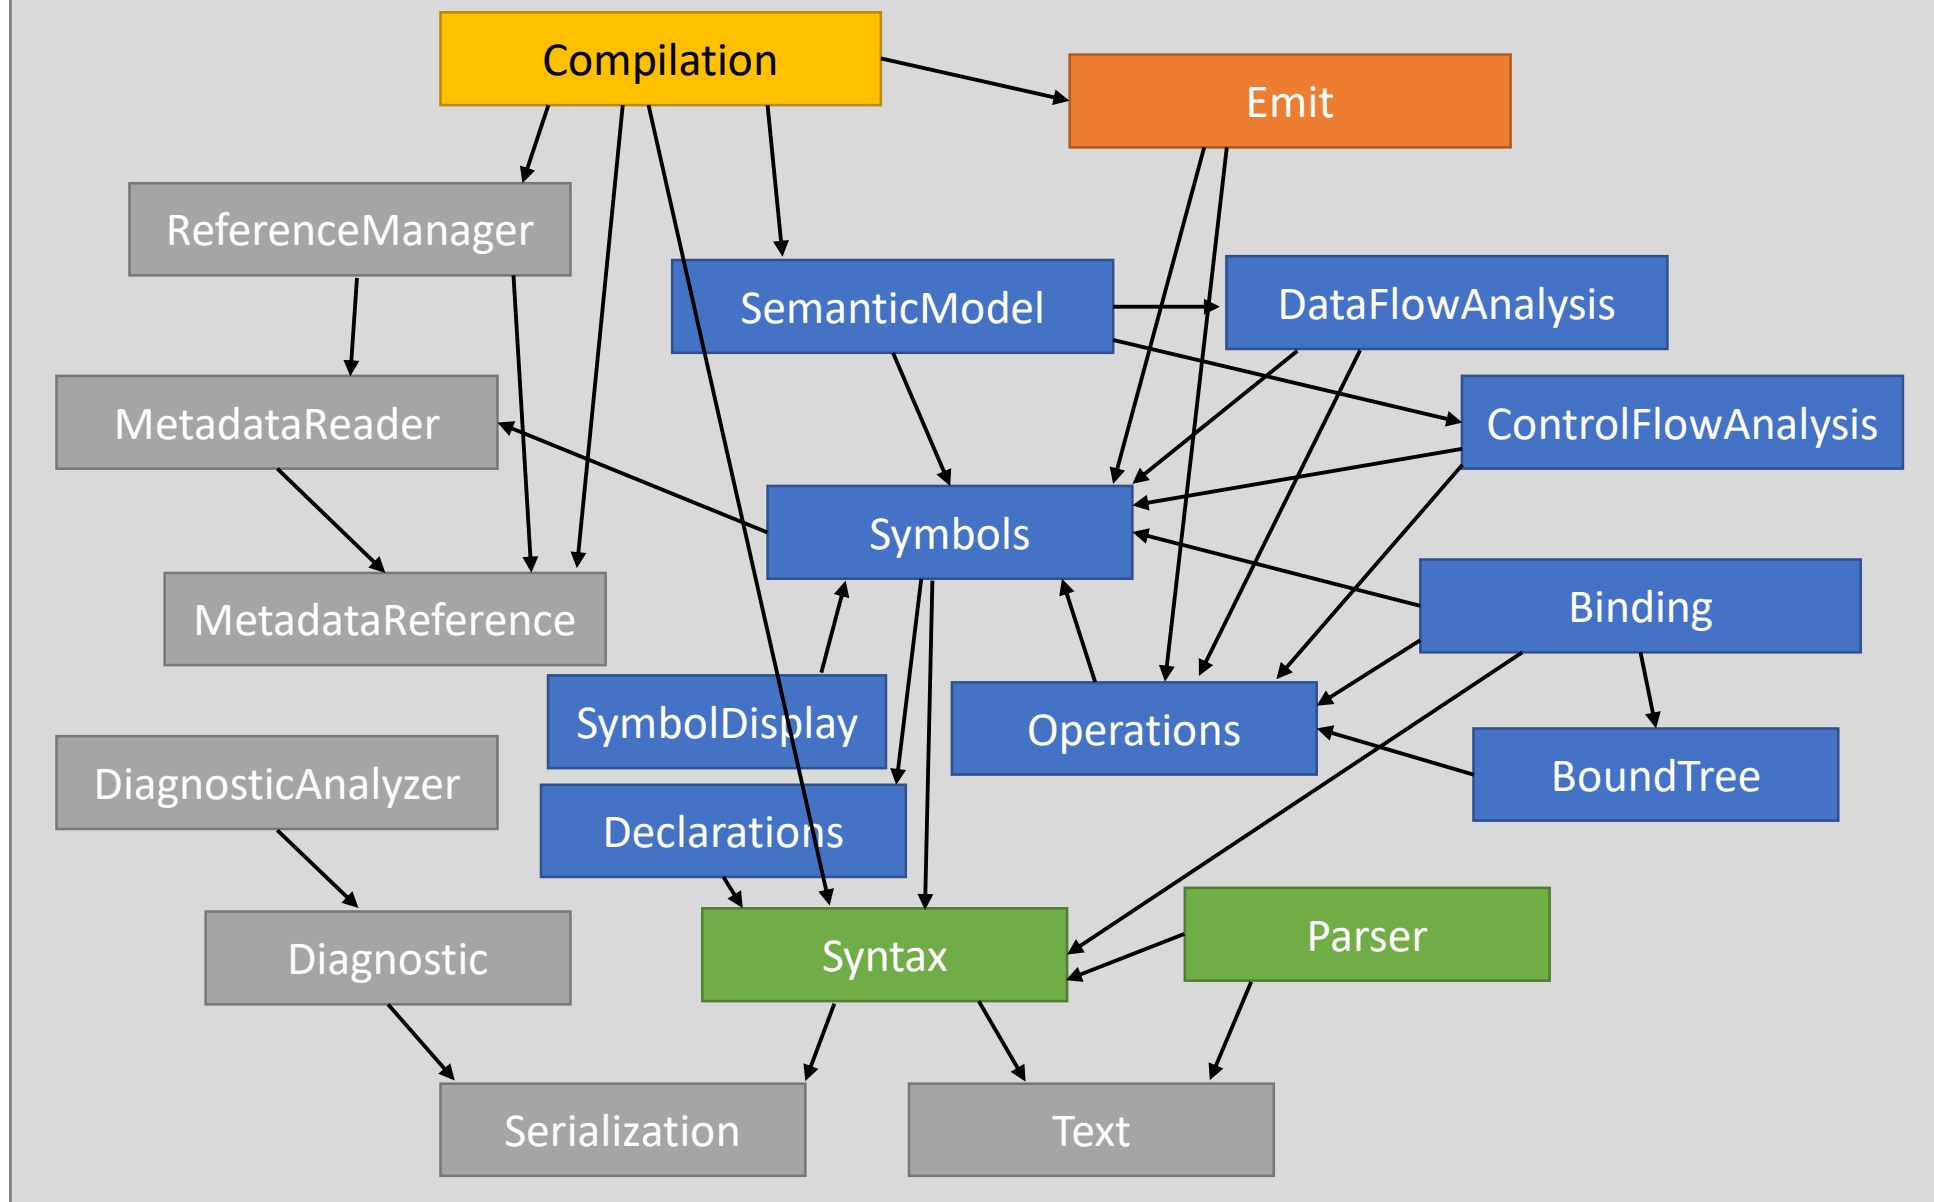 Compilation
Emit
ReferenceManager
SemanticModel
DataFlowAnalysis
MetadataReader
ControlFlowAnalysis
Symbols
MetadataReference
Binding
SymbolDisplay
Operations
DiagnosticAnalyzer
BoundTree
Declarations
Diagnostic
Syntax
Parser
Serialization
Text